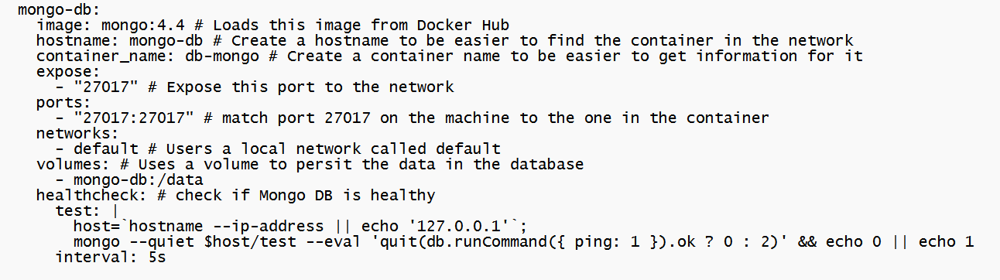 mongo-db:
image: mongo:4.4 # Loads this image from Docker Hub
hostname: mongo-db # Create a hostname to be easier to find the container in the network
container_name: db-mongo # Create a container name to be easier to get information for it
expose:
- "27017" # Expose this port to the network
ports:
- "27017:27017" # match port 27017 on the machine to the one in the container
networks:
- default # Users a local network called default
volumes: # Uses a volume to persit the data in the database
- mongo-db:/data
healthcheck: # check if Mongo DB is healthy
test: |
host=`hostname --ip-address || echo '127.0.0.1'`;
mongo --quiet $host/test --eval 'quit(db.runCommand({ ping: 1 }).ok ? 0 : 2)' && echo 0 || echo 1
interval: 5s